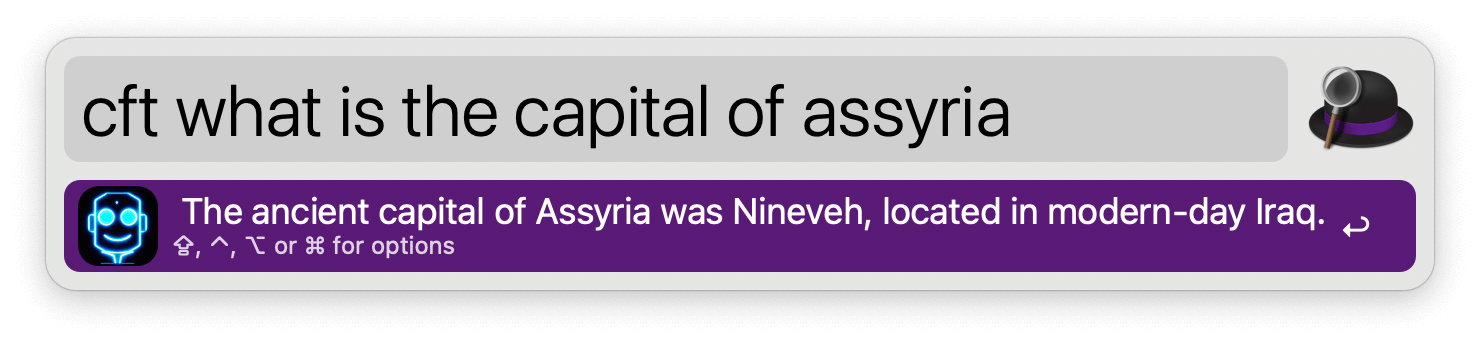 cft what is the capital of assyria
The ancient capital of Assyria was Nineveh, located in modern-day Iraq.
⇪, ⌃, ⌥ or ⌘ for options